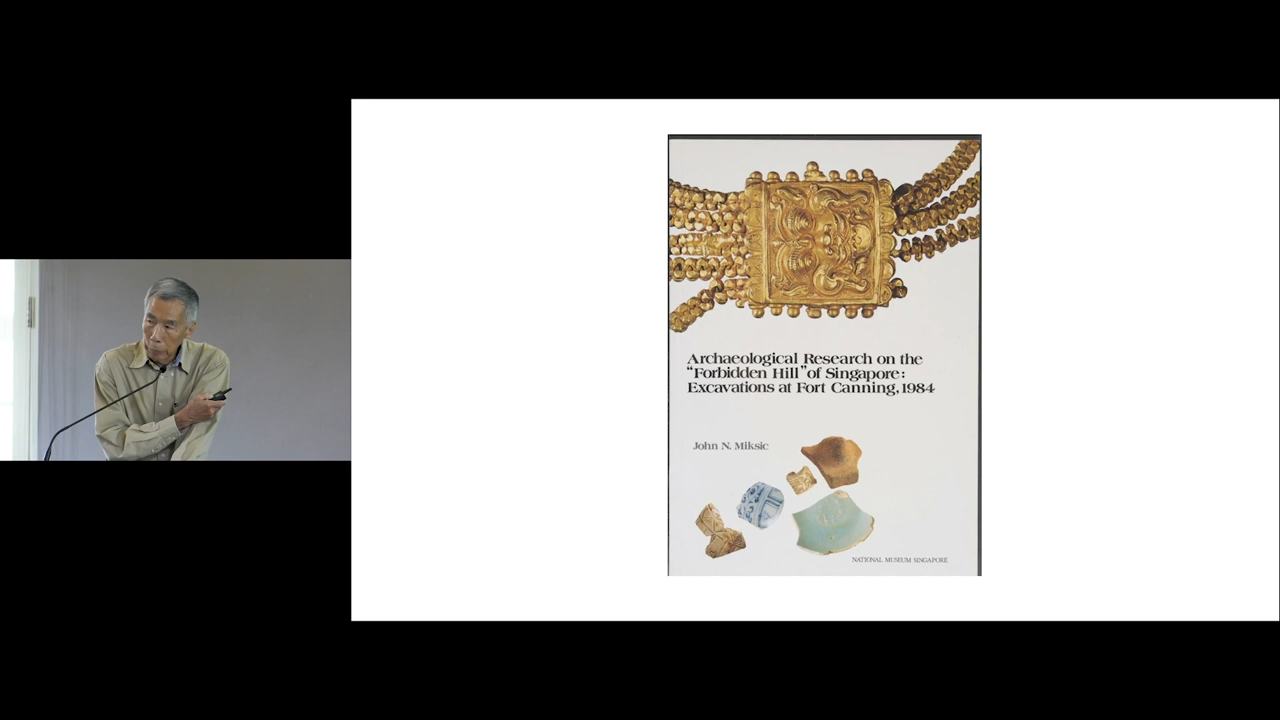 Archaeological Research on the
"Forbidden Hill" of Singapore:
Excavations at Fort Canning, 1984
John N. Miksic
NATIONAL MUSEUM SINGAPORE